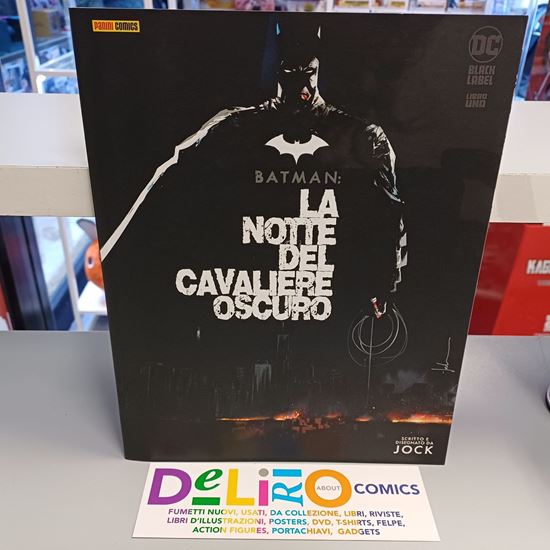 PANINI COMICS
DC
BLACK LABEL
LIBRO UNO
BATMAN:
LA
NOTTE
DEL
CAVALIERE
OSCURO
SCRITTO E
DISEGNATO DA
JOCK
DeLiRiO ABOUT COMICS
FUMETTI NUOVI, USATI, DA COLLEZIONE, LIBRI, RIVISTE,
LIBRI D'ILLUSTRAZIONI, POSTERS, DVD, T-SHIRTS, FELPE,
ACTION FIGURES, PORTACHIAVI, GADGETS